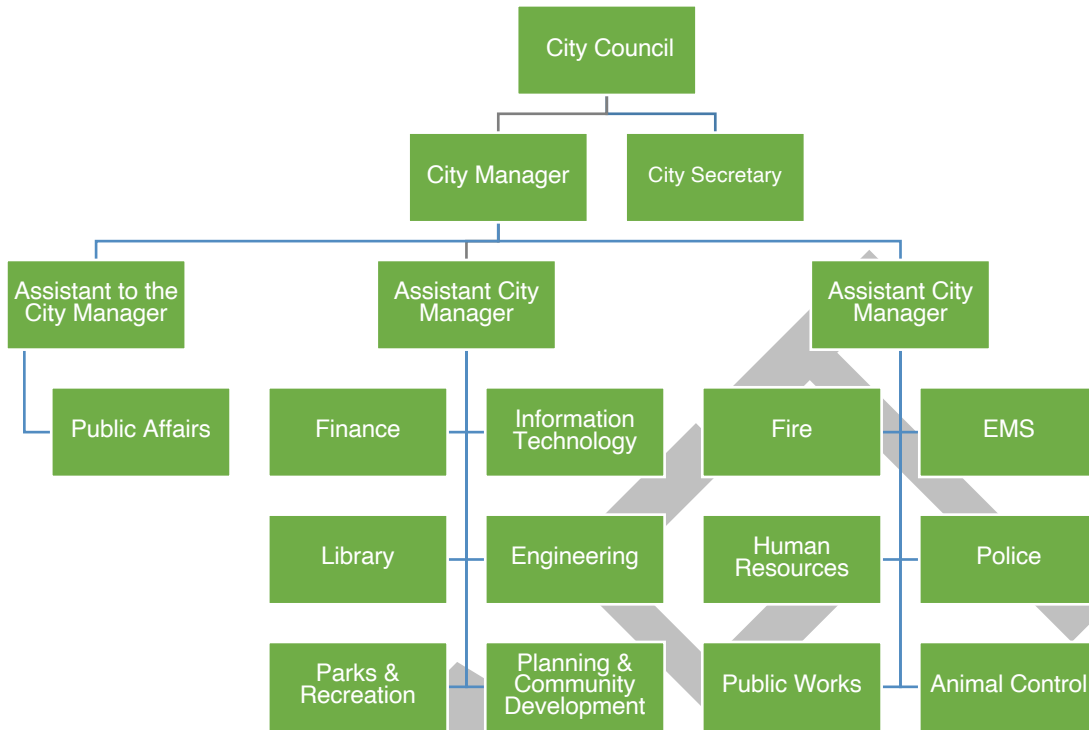 City Council
City Manager
City Secretary
Assistant to the
City Manager
Assistant City
Manager
Assistant City
Manager
Public Affairs
Finance
Information
Technology
Fire
EMS
Library
Engineering
Human
Resources
Police
Parks &
Recreation
Planning &
Community
Development
Public Works
Animal Control